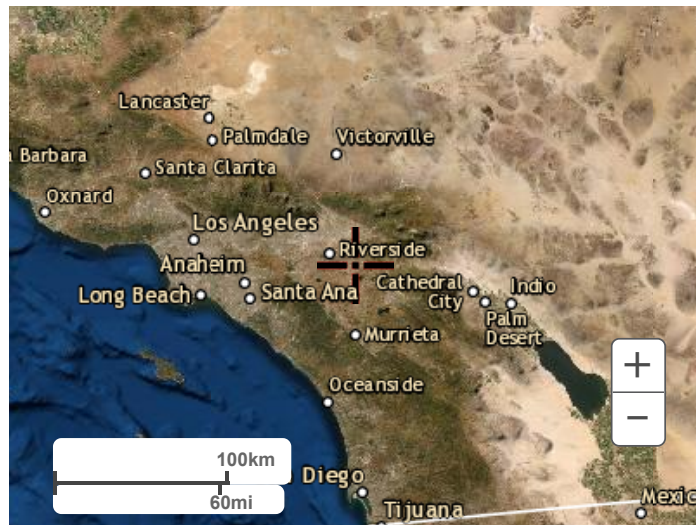 Lancaster
Palmdale
Victorville
a Barbara
Santa Clarita
Oxnard
Los Angeles
Riverside
Anaheim
Cathedral
City
Indio
Long Beach
Santa Ana
Palm
Desert
Murrieta
+
Oceanside
−
100km
60mi
Diego
Mexic
Tijuana